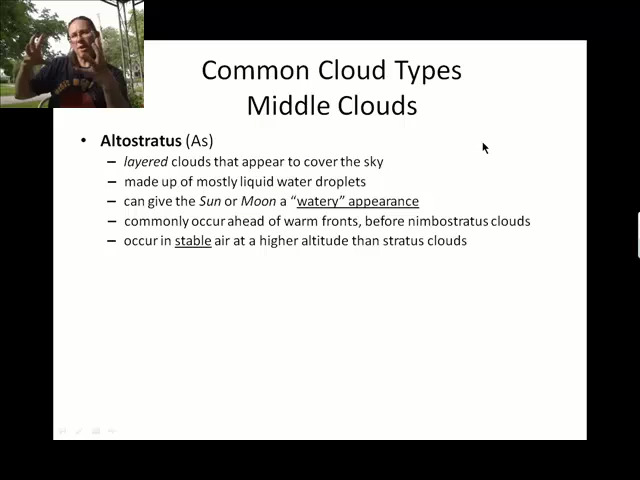 Common Cloud Types
Middle Clouds
• Altostratus (As)
– layered clouds that appear to cover the sky
– made up of mostly liquid water droplets
– can give the Sun or Moon a “watery” appearance
– commonly occur ahead of warm fronts, before nimbostratus clouds
– occur in stable air at a higher altitude than stratus clouds